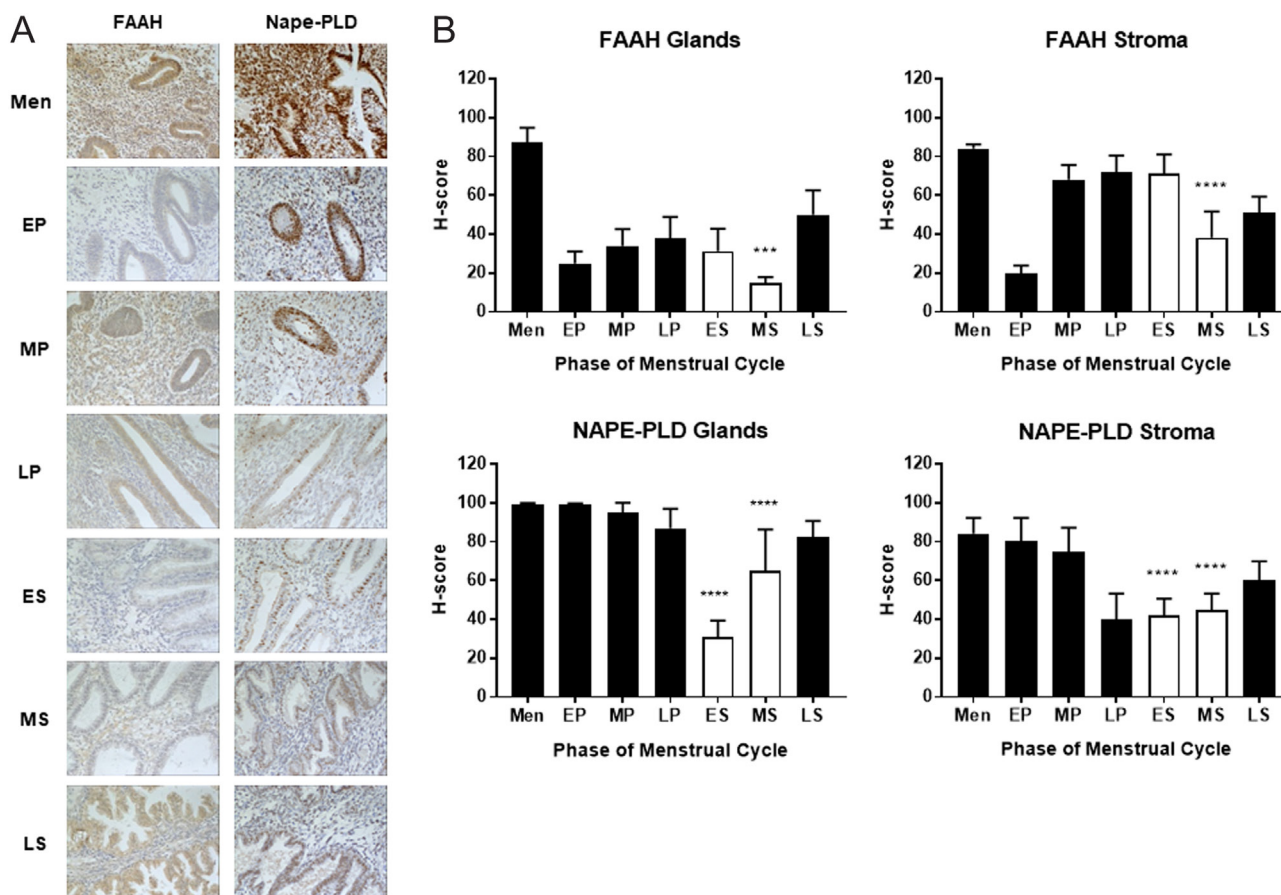 A
FAAH
Nape-PLD
Men
EP
MP
LP
ES
MS
LS
B
FAAH Glands
H-score
120
100
80
60
40
20
0
***
Men EP MP LP ES MS LS
Phase of Menstrual Cycle
FAAH Stroma
H-score
120
100
80
60
40
20
0
****
Men EP MP LP ES MS LS
Phase of Menstrual Cycle
NAPE-PLD Glands
H-score
120
100
80
60
40
20
0
****
****
Men EP MP LP ES MS LS
Phase of Menstrual Cycle
NAPE-PLD Stroma
H-score
120
100
80
60
40
20
0
**** ****
Men EP MP LP ES MS LS
Phase of Menstrual Cycle